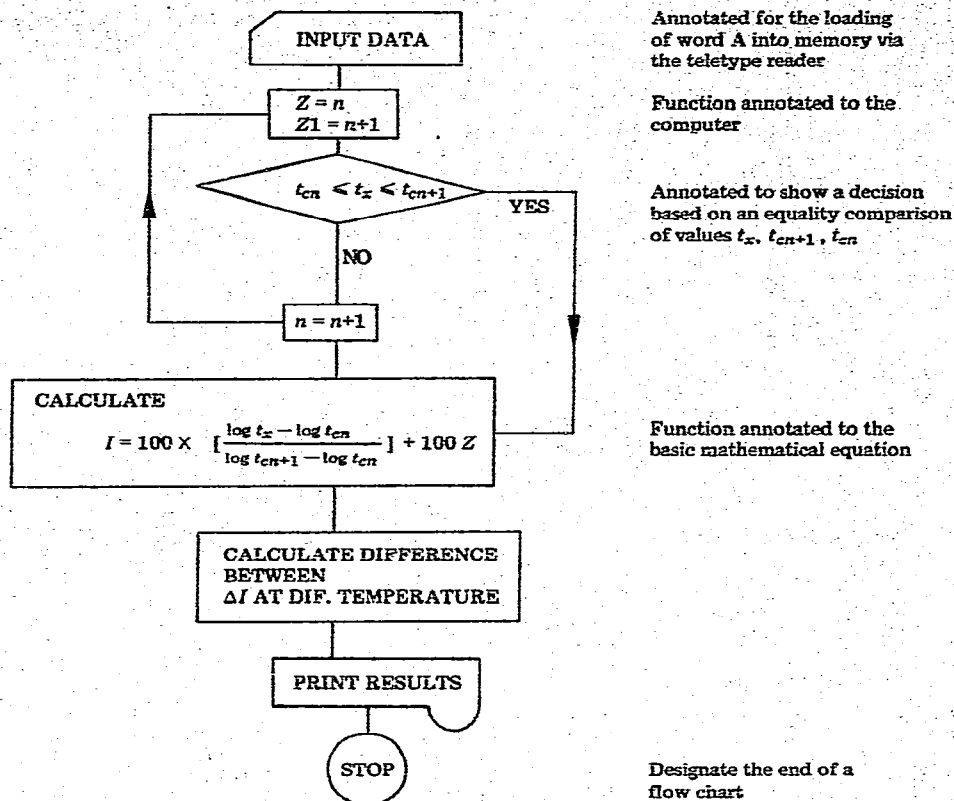 INPUT DATA
Annotated for the loading
of word A into memory via
the teletype reader
Z = n
Z1 = n+1
Function annotated to the
computer
t_cn ⩽ t_x ⩽ t_cn+1
YES
Annotated to show a decision
based on an equality comparison
of values t_x, t_cn+1, t_cn
NO
n = n+1
CALCULATE
I = 100 × [(log t_x − log t_cn) / (log t_cn+1 − log t_cn)] + 100 Z
Function annotated to the
basic mathematical equation
CALCULATE DIFFERENCE
BETWEEN
ΔI AT DIF. TEMPERATURE
PRINT RESULTS
STOP
Designate the end of a
flow chart